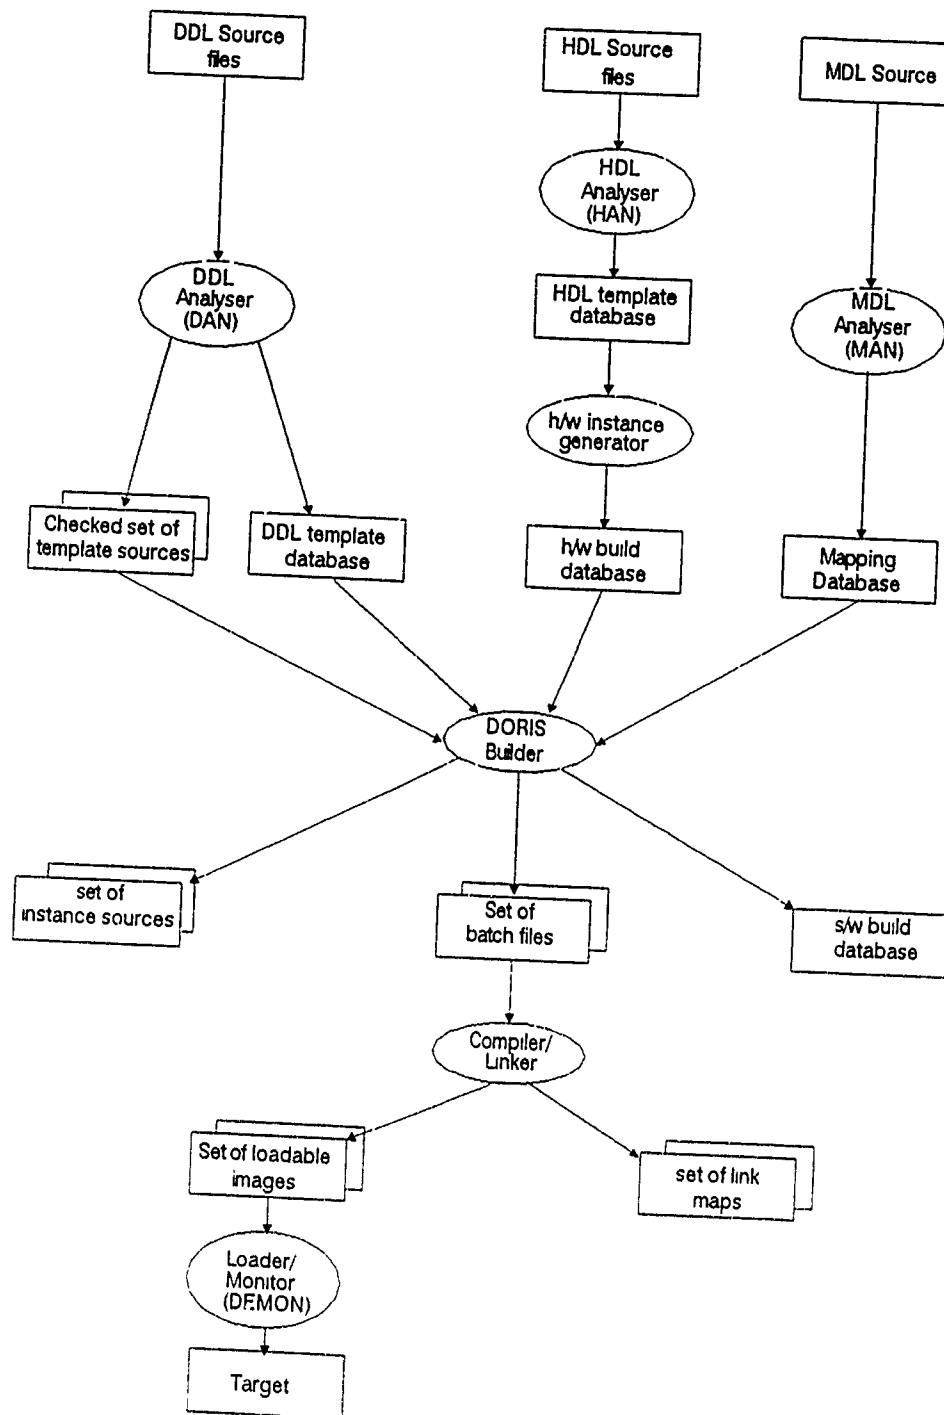 DDL Source
files
HDL Source
files
MDL Source
HDL
Analyser
(HAN)
DDL
Analyser
(DAN)
HDL template
database
MDL
Analyser
(MAN)
h/w instance
generator
Checked set of
template sources
DDL template
database
h/w build
database
Mapping
Database
DORIS
Builder
set of
instance sources
Set of
batch files
s/w build
database
Compiler/
Linker
Set of loadable
images
set of link
maps
Loader/
Monitor
(DEMON)
Target